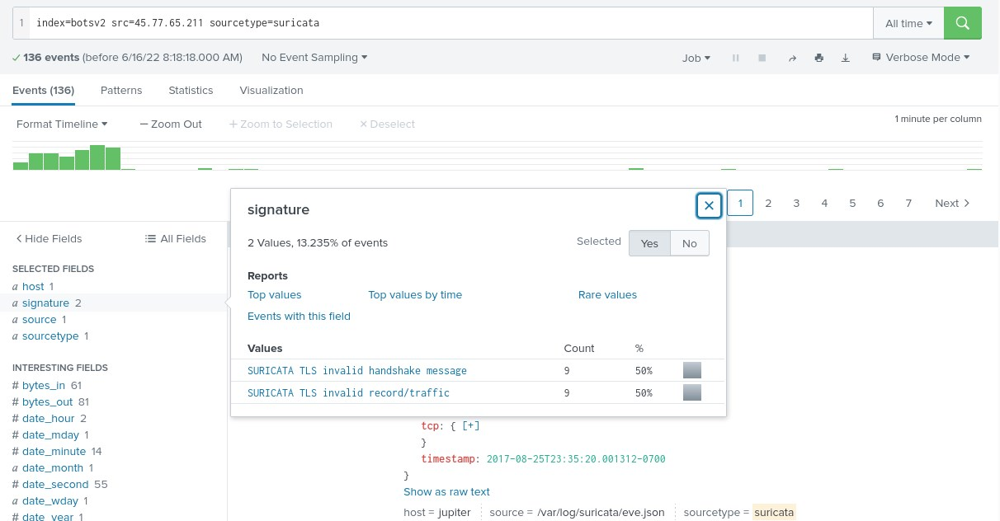 1 index=botsv2 src=45.77.65.211 sourcetype=suricata
All time
136 events (before 6/16/22 8:18:18.000 AM) No Event Sampling
Job Verbose Mode
Events (136) Patterns Statistics Visualization
Format Timeline — Zoom Out + Zoom to Selection × Deselect
1 minute per column
1 2 3 4 5 6 7 Next >
signature
2 Values, 13.235% of events
Selected Yes No
Reports
Top values Top values by time Rare values
Events with this field
Values Count %
SURICATA TLS invalid handshake message 9 50%
SURICATA TLS invalid record/traffic 9 50%
< Hide Fields All Fields
SELECTED FIELDS
a host 1
a signature 2
a source 1
a sourcetype 1
INTERESTING FIELDS
# bytes_in 61
# bytes_out 81
# date_hour 2
# date_mday 1
# date_minute 14
a date_month 1
# date_second 55
a date_wday 1
# date_year 1
tcp: { [+]
}
timestamp: 2017-08-25T23:35:20.001312-0700
}
Show as raw text
host = jupiter source = /var/log/suricata/eve.json sourcetype = suricata